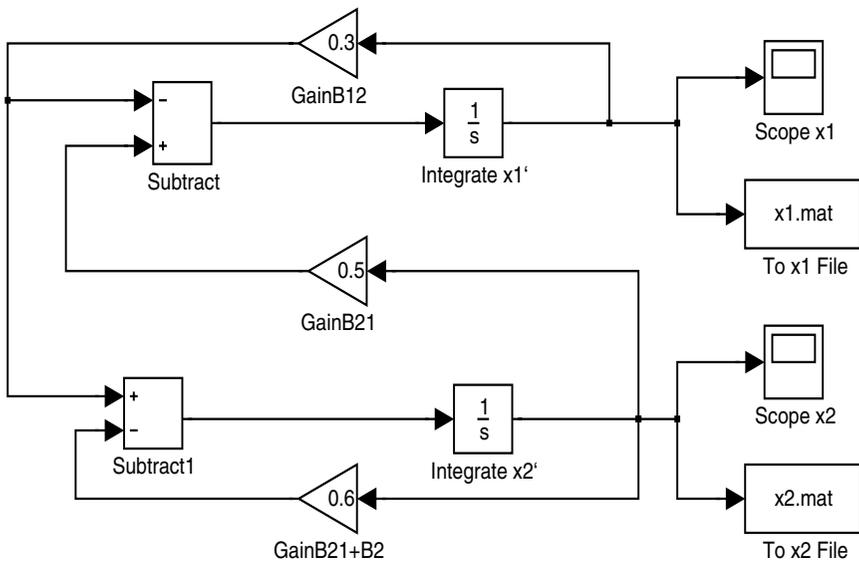 0.3
GainB12
−
+
Subtract
1
s
Integrate x1‘
Scope x1
x1.mat
To x1 File
0.5
GainB21
+
−
Subtract1
1
s
Integrate x2‘
Scope x2
x2.mat
To x2 File
0.6
GainB21+B2